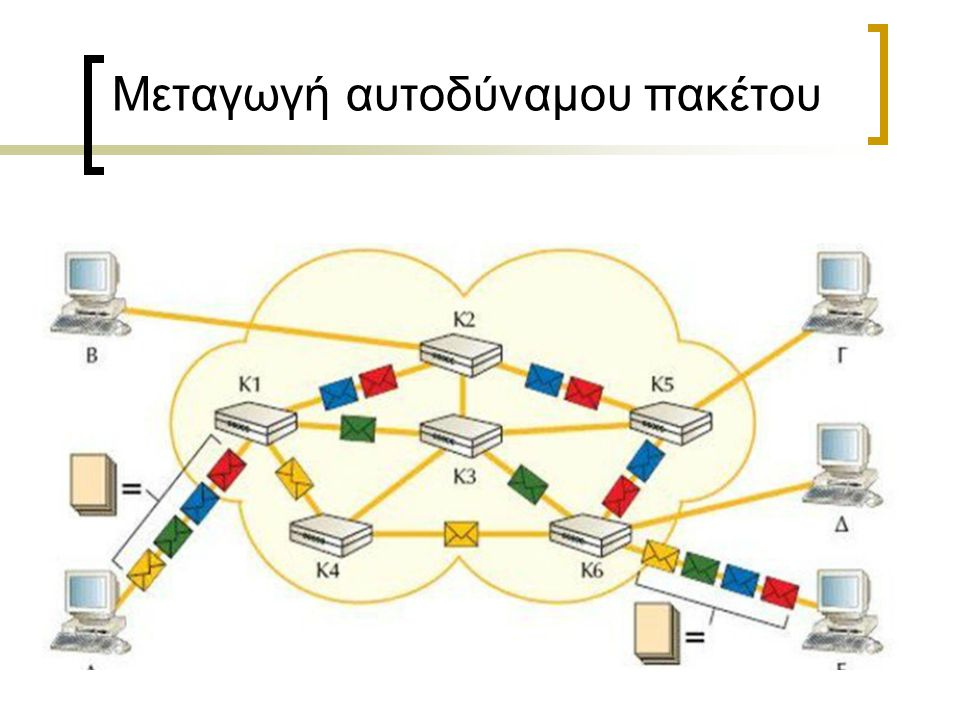 Μεταγωγή αυτοδύναμου πακέτου
Β
Κ2
Γ
Κ1
Κ5
=
Κ3
Δ
Κ4
Κ6
=